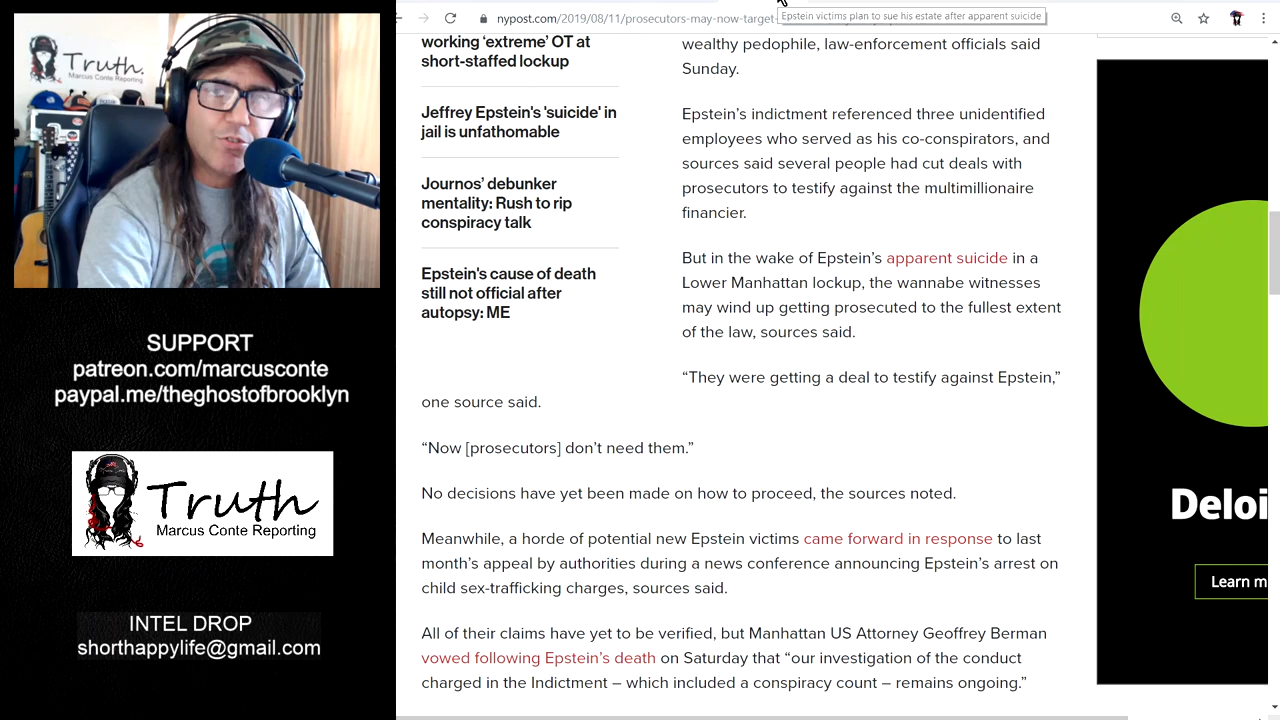 Truth.
Marcus Conte Reporting
SUPPORT
patreon.com/marcusconte
paypal.me/theghostofbrooklyn
Truth
Marcus Conte Reporting
INTEL DROP
shorthappylife@gmail.com
nypost.com/2019/08/11/prosecutors-may-now-target-
Epstein victims plan to sue his estate after apparent suicide
working ‘extreme’ OT at
short-staffed lockup
Jeffrey Epstein's 'suicide' in
jail is unfathomable
Journos’ debunker
mentality: Rush to rip
conspiracy talk
Epstein's cause of death
still not official after
autopsy: ME
wealthy pedophile, law-enforcement officials said
Sunday.
Epstein’s indictment referenced three unidentified
employees who served as his co-conspirators, and
sources said several people had cut deals with
prosecutors to testify against the multimillionaire
financier.
But in the wake of Epstein’s apparent suicide in a
Lower Manhattan lockup, the wannabe witnesses
may wind up getting prosecuted to the fullest extent
of the law, sources said.
“They were getting a deal to testify against Epstein,”
one source said.
“Now [prosecutors] don’t need them.”
No decisions have yet been made on how to proceed, the sources noted.
Meanwhile, a horde of potential new Epstein victims came forward in response to last
month’s appeal by authorities during a news conference announcing Epstein’s arrest on
child sex-trafficking charges, sources said.
All of their claims have yet to be verified, but Manhattan US Attorney Geoffrey Berman
vowed following Epstein’s death on Saturday that “our investigation of the conduct
charged in the Indictment – which included a conspiracy count – remains ongoing.”
Deloi
Learn m